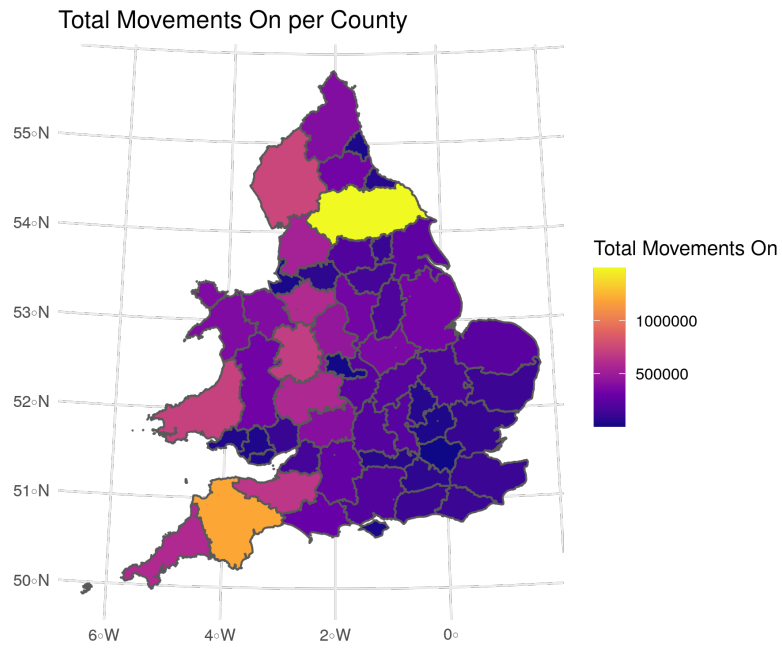 Total Movements On per County
55◦N
54◦N
53◦N
52◦N
51◦N
50◦N
6◦W
4◦W
2◦W
0◦
Total Movements On
1000000
500000